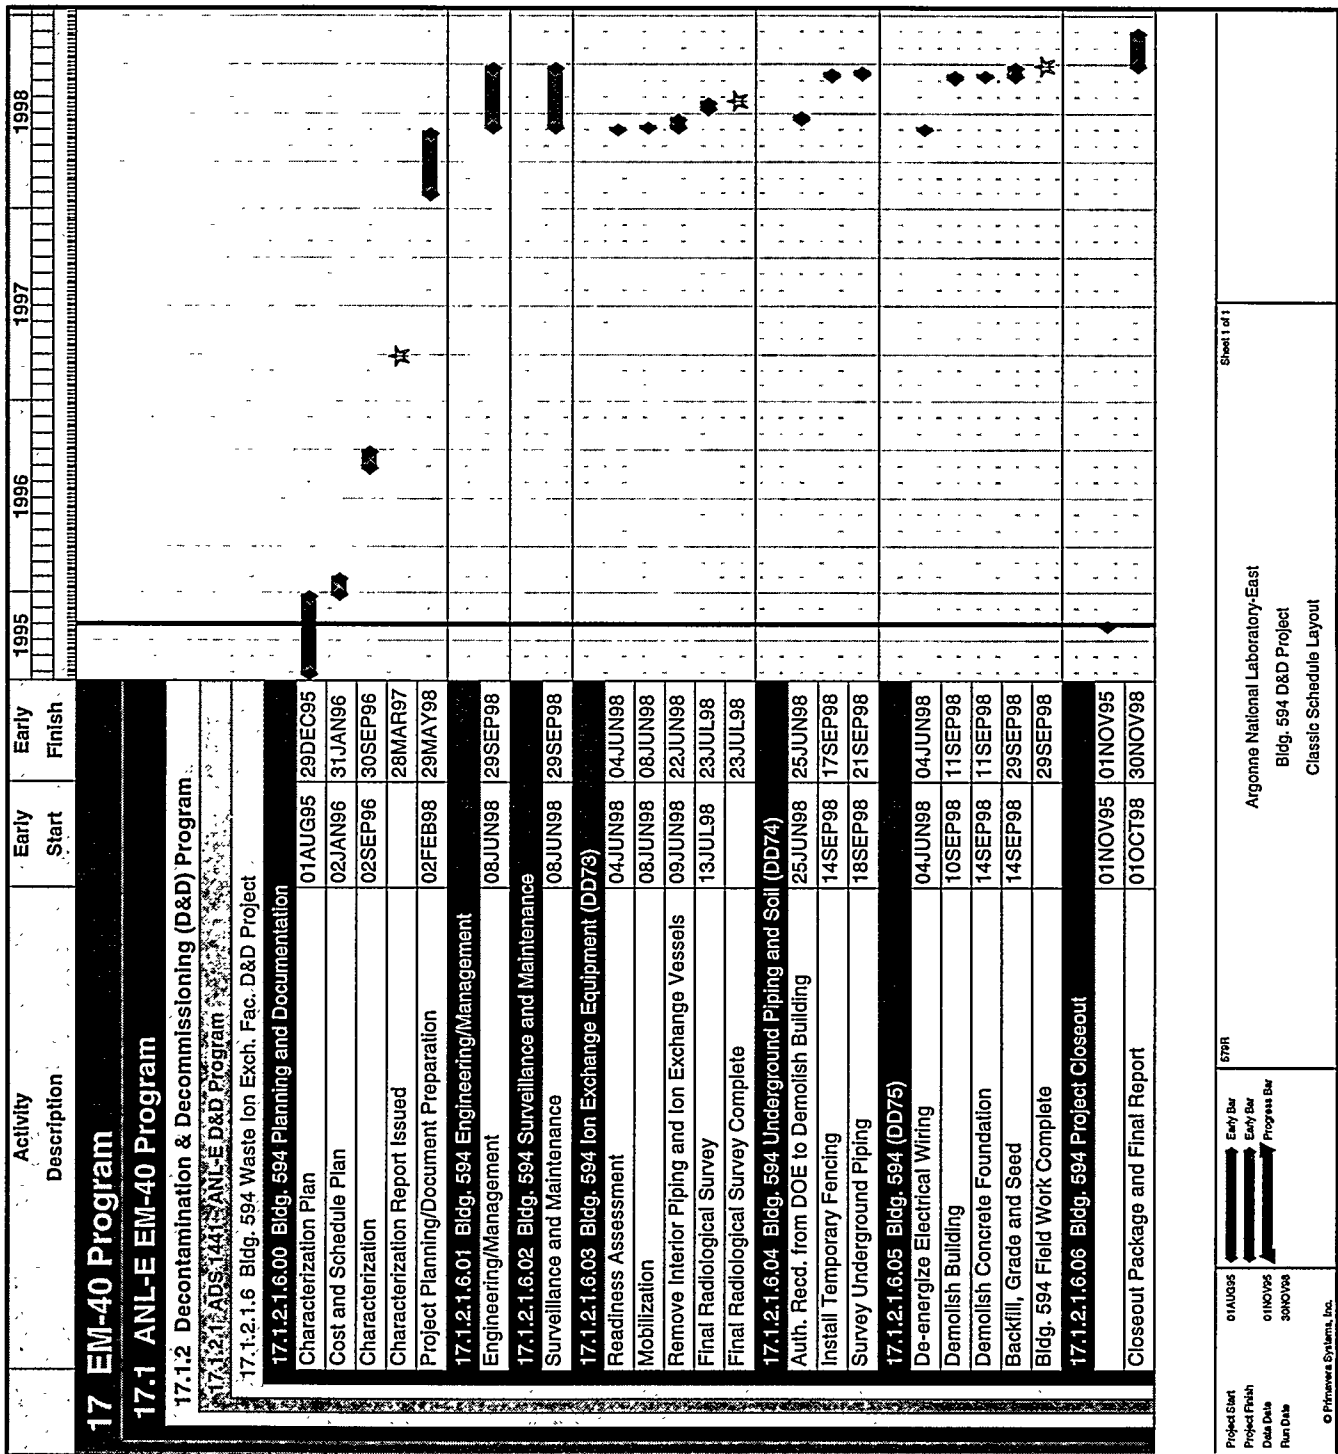 Activity Description Early Start Early Finish 1995 1996 1997 1998
17 EM-40 Program
17.1 ANL-E EM-40 Program
17.1.2 Decontamination & Decommissioning (D&D) Program
17.1.2.1 ADS 1441 ANL-E D&D Program
17.1.2.1.6 Bldg. 594 Waste Ion Exch. Fac. D&D Project
17.1.2.1.6.00 Bldg. 594 Planning and Documentation
Characterization Plan 01AUG95 29DEC95
Cost and Schedule Plan 02JAN96 31JAN96
Characterization 02SEP96 30SEP96
Characterization Report Issued 28MAR97
Project Planning/Document Preparation 02FEB98 29MAY98
17.1.2.1.6.01 Bldg. 594 Engineering/Management
Engineering/Management 08JUN98 29SEP98
17.1.2.1.6.02 Bldg. 594 Surveillance and Maintenance
Surveillance and Maintenance 08JUN98 29SEP98
17.1.2.1.6.03 Bldg. 594 Ion Exchange Equipment (DD73)
Readiness Assessment 04JUN98 04JUN98
Mobilization 08JUN98 08JUN98
Remove Interior Piping and Ion Exchange Vessels 09JUN98 22JUN98
Final Radiological Survey 13JUL98 23JUL98
Final Radiological Survey Complete 23JUL98
17.1.2.1.6.04 Bldg. 594 Underground Piping and Soil (DD74)
Auth. Recd. from DOE to Demolish Building 25JUN98 25JUN98
Install Temporary Fencing 14SEP98 17SEP98
Survey Underground Piping 18SEP98 21SEP98
17.1.2.1.6.05 Bldg. 594 (DD75)
De-energize Electrical Wiring 04JUN98 04JUN98
Demolish Building 10SEP98 11SEP98
Demolish Concrete Foundation 14SEP98 11SEP98
Backfill, Grade and Seed 14SEP98 29SEP98
Bldg. 594 Field Work Complete 29SEP98
17.1.2.1.6.06 Bldg. 594 Project Closeout
01NOV95 01NOV95
Closeout Package and Final Report 01OCT98 30NOV98
Project Start 01AUG95
Project Finish
Data Date 01NOV95
Run Date 30NOV98
© Primavera Systems, Inc.
Early Bar
Early Bar
Progress Bar
579R
Argonne National Laboratory-East
Bldg. 594 D&D Project
Classic Schedule Layout
Sheet 1 of 1